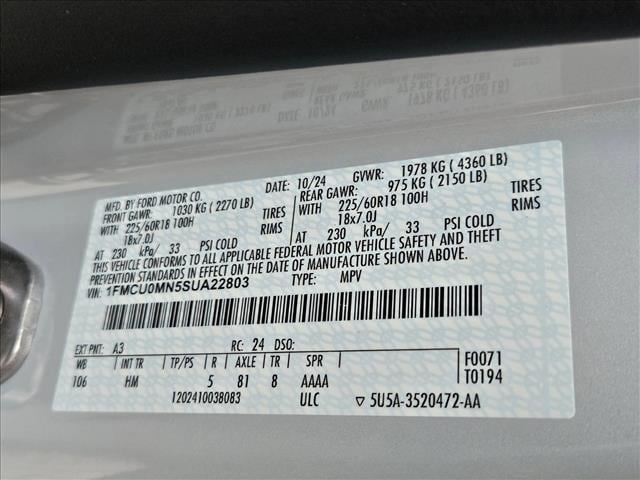 MFD. BY FORD MOTOR CO.
DATE: 10/24 GVWR: 1978 KG ( 4360 LB)
FRONT GAWR: 1030 KG ( 2270 LB) REAR GAWR: 975 KG ( 2150 LB)
WITH 225/60R18 100H TIRES WITH 225/60R18 100H TIRES
18x7.0J RIMS 18x7.0J RIMS
AT 230 kPa/ 33 PSI COLD AT 230 kPa/ 33 PSI COLD
THIS VEHICLE CONFORMS TO ALL APPLICABLE FEDERAL MOTOR VEHICLE SAFETY AND THEFT
PREVENTION STANDARDS IN EFFECT ON THE DATE OF MANUFACTURE SHOWN ABOVE.
VIN: 1FMCU0MN5SUA22803 TYPE: MPV
EXT PNT: A3 RC: 24 DSO:
WB INT TR TP/PS R AXLE TR SPR F0071
106 HM 5 81 8 AAAA T0194
1202410038083 ULC ▽ 5U5A-3520472-AA